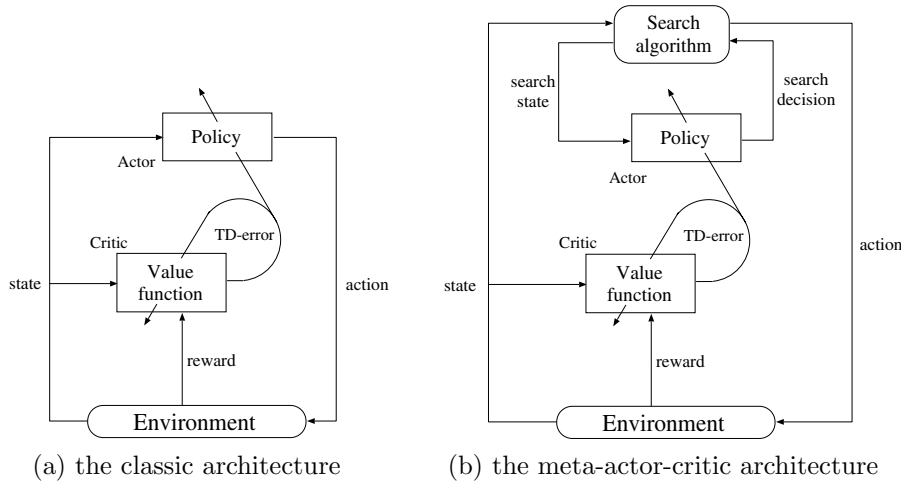 Policy
Actor
TD-error
Critic
Value
function
state
action
reward
Environment
(a) the classic architecture
Search
algorithm
search
state
search
decision
Policy
Actor
TD-error
Critic
Value
function
state
action
reward
Environment
(b) the meta-actor-critic architecture